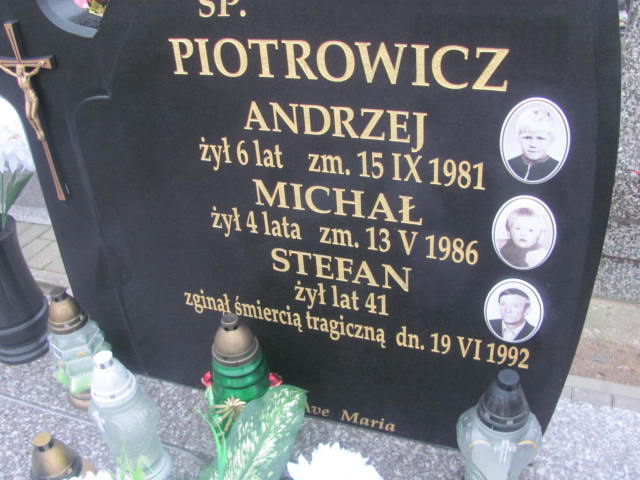 ŚP.
PIOTROWICZ
ANDRZEJ
żył 6 lat zm. 15 IX 1981
MICHAŁ
żył 4 lata zm. 13 V 1986
STEFAN
żył lat 41
zginął śmiercią tragiczną dn. 19 VI 1992
Ave Maria